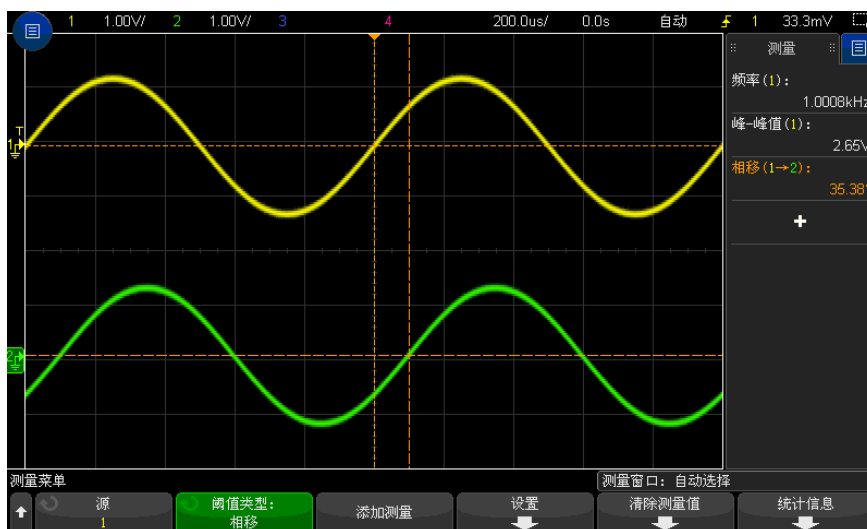 1 1.00V/ 2 1.00V/ 3 4 200.0us/ 0.0s 自动 1 33.3mV
测量
频率(1):
1.0008kHz
峰-峰值(1):
2.65V
相移(1→2):
35.38°
+
T
1
2
测量菜单
测量窗口: 自动选择
源
1
阈值类型:
相移
添加测量
设置
清除测量值
统计信息